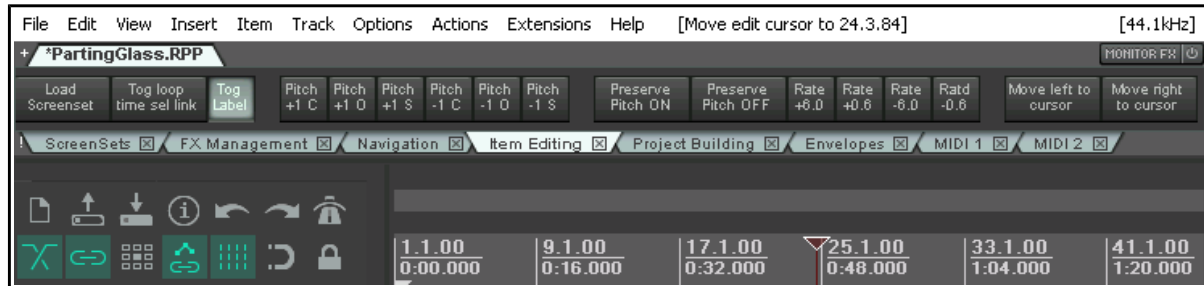 File Edit View Insert Item Track Options Actions Extensions Help [Move edit cursor to 24.3.84] [44.1kHz]
+ *PartingGlass.RPP MONITOR FX
Load Screenset Tog loop time sel link Tog Label Pitch +1 C Pitch +1 O Pitch +1 S Pitch -1 C Pitch -1 O Pitch -1 S Preserve Pitch ON Preserve Pitch OFF Rate +6.0 Rate +0.6 Rate -6.0 Ratd -0.6 Move left to cursor Move right to cursor
! ScreenSets FX Management Navigation Item Editing Project Building Envelopes MIDI 1 MIDI 2
1.1.00 9.1.00 17.1.00 25.1.00 33.1.00 41.1.00
0:00.000 0:16.000 0:32.000 0:48.000 1:04.000 1:20.000